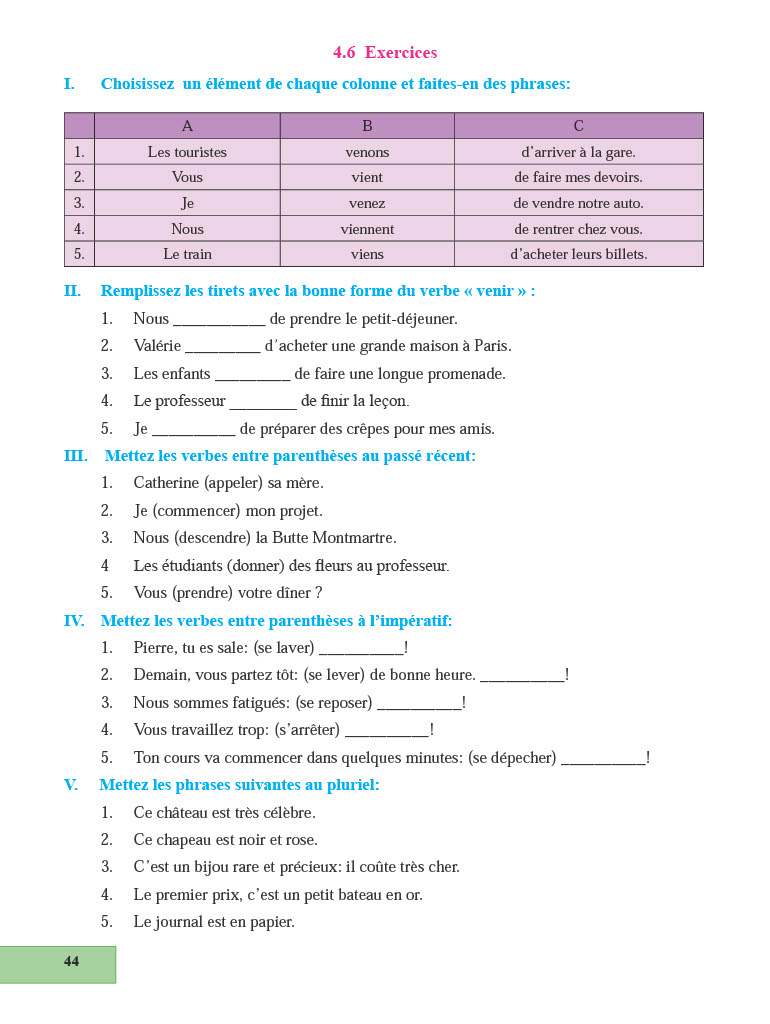 4.6 Exercices
I. Choisissez un élément de chaque colonne et faites-en des phrases:
A B C
1. Les touristes venons d'arriver à la gare.
2. Vous vient de faire mes devoirs.
3. Je venez de vendre notre auto.
4. Nous viennent de rentrer chez vous.
5. Le train viens d'acheter leurs billets.
II. Remplissez les tirets avec la bonne forme du verbe « venir » :
1. Nous ___________ de prendre le petit-déjeuner.
2. Valérie _________ d'acheter une grande maison à Paris.
3. Les enfants _________ de faire une longue promenade.
4. Le professeur ________ de finir la leçon.
5. Je __________ de préparer des crêpes pour mes amis.
III. Mettez les verbes entre parenthèses au passé récent:
1. Catherine (appeler) sa mère.
2. Je (commencer) mon projet.
3. Nous (descendre) la Butte Montmartre.
4 Les étudiants (donner) des fleurs au professeur.
5. Vous (prendre) votre dîner ?
IV. Mettez les verbes entre parenthèses à l'impératif:
1. Pierre, tu es sale: (se laver) __________!
2. Demain, vous partez tôt: (se lever) de bonne heure. __________!
3. Nous sommes fatigués: (se reposer) __________!
4. Vous travaillez trop: (s'arrêter) __________!
5. Ton cours va commencer dans quelques minutes: (se dépecher) __________!
V. Mettez les phrases suivantes au pluriel:
1. Ce château est très célèbre.
2. Ce chapeau est noir et rose.
3. C'est un bijou rare et précieux: il coûte très cher.
4. Le premier prix, c'est un petit bateau en or.
5. Le journal est en papier.
44